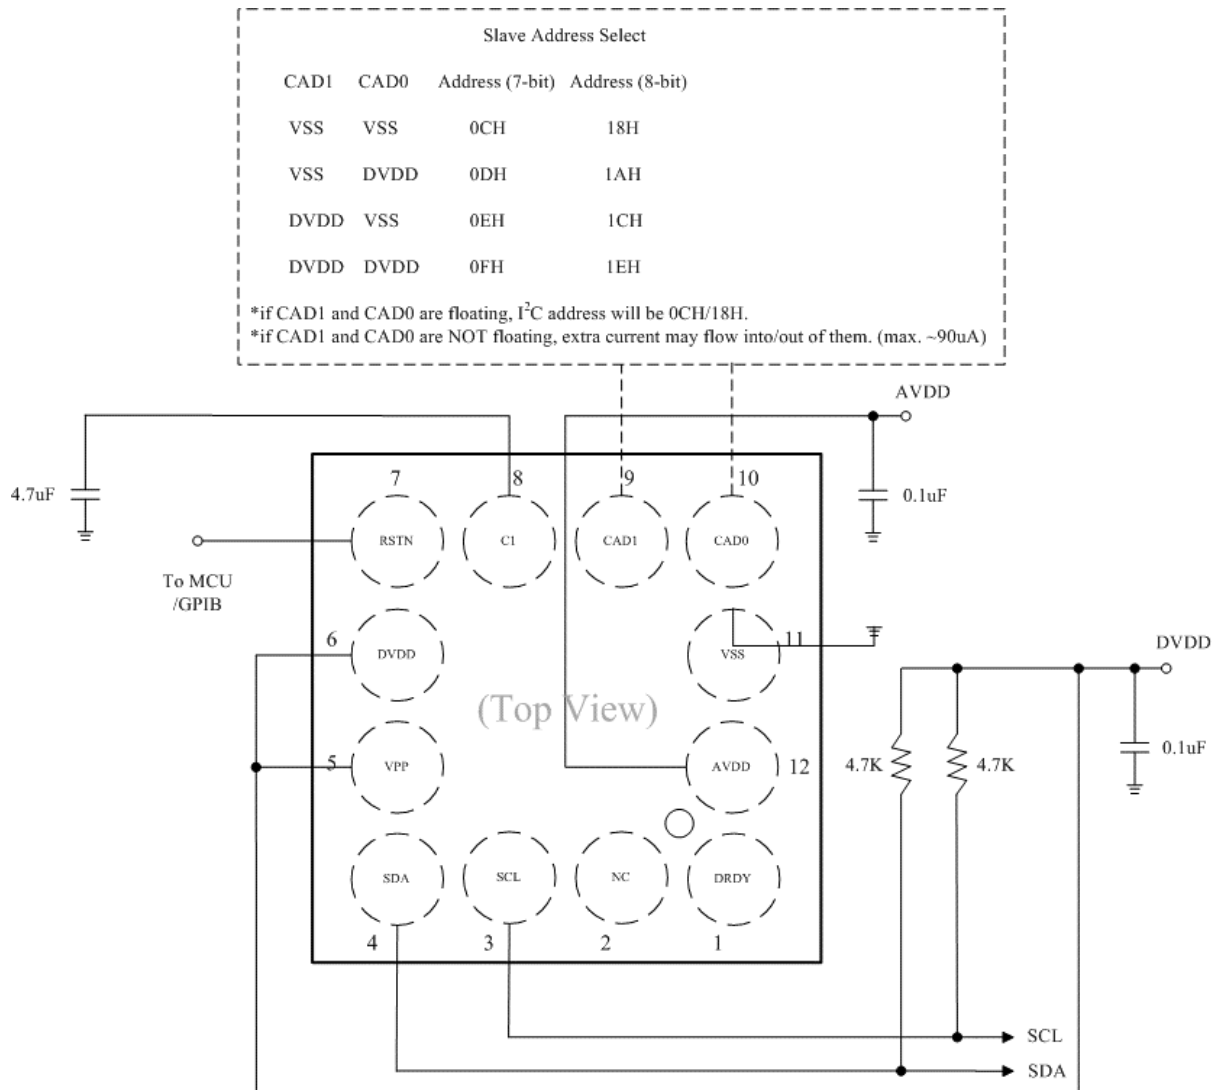 Slave Address Select
CAD1 CAD0 Address (7-bit) Address (8-bit)
VSS VSS 0CH 18H
VSS DVDD 0DH 1AH
DVDD VSS 0EH 1CH
DVDD DVDD 0FH 1EH
*if CAD1 and CAD0 are floating, I²C address will be 0CH/18H.
*if CAD1 and CAD0 are NOT floating, extra current may flow into/out of them. (max. ~90uA)
AVDD
7 8 9 10
4.7uF
0.1uF
RSTN C1 CAD1 CAD0
To MCU
/GPIB
6 11
DVDD
DVDD VSS
(Top View)
0.1uF
5 VPP AVDD 12 4.7K 4.7K
SDA SCL NC DRDY
4 3 2 1
SCL
SDA